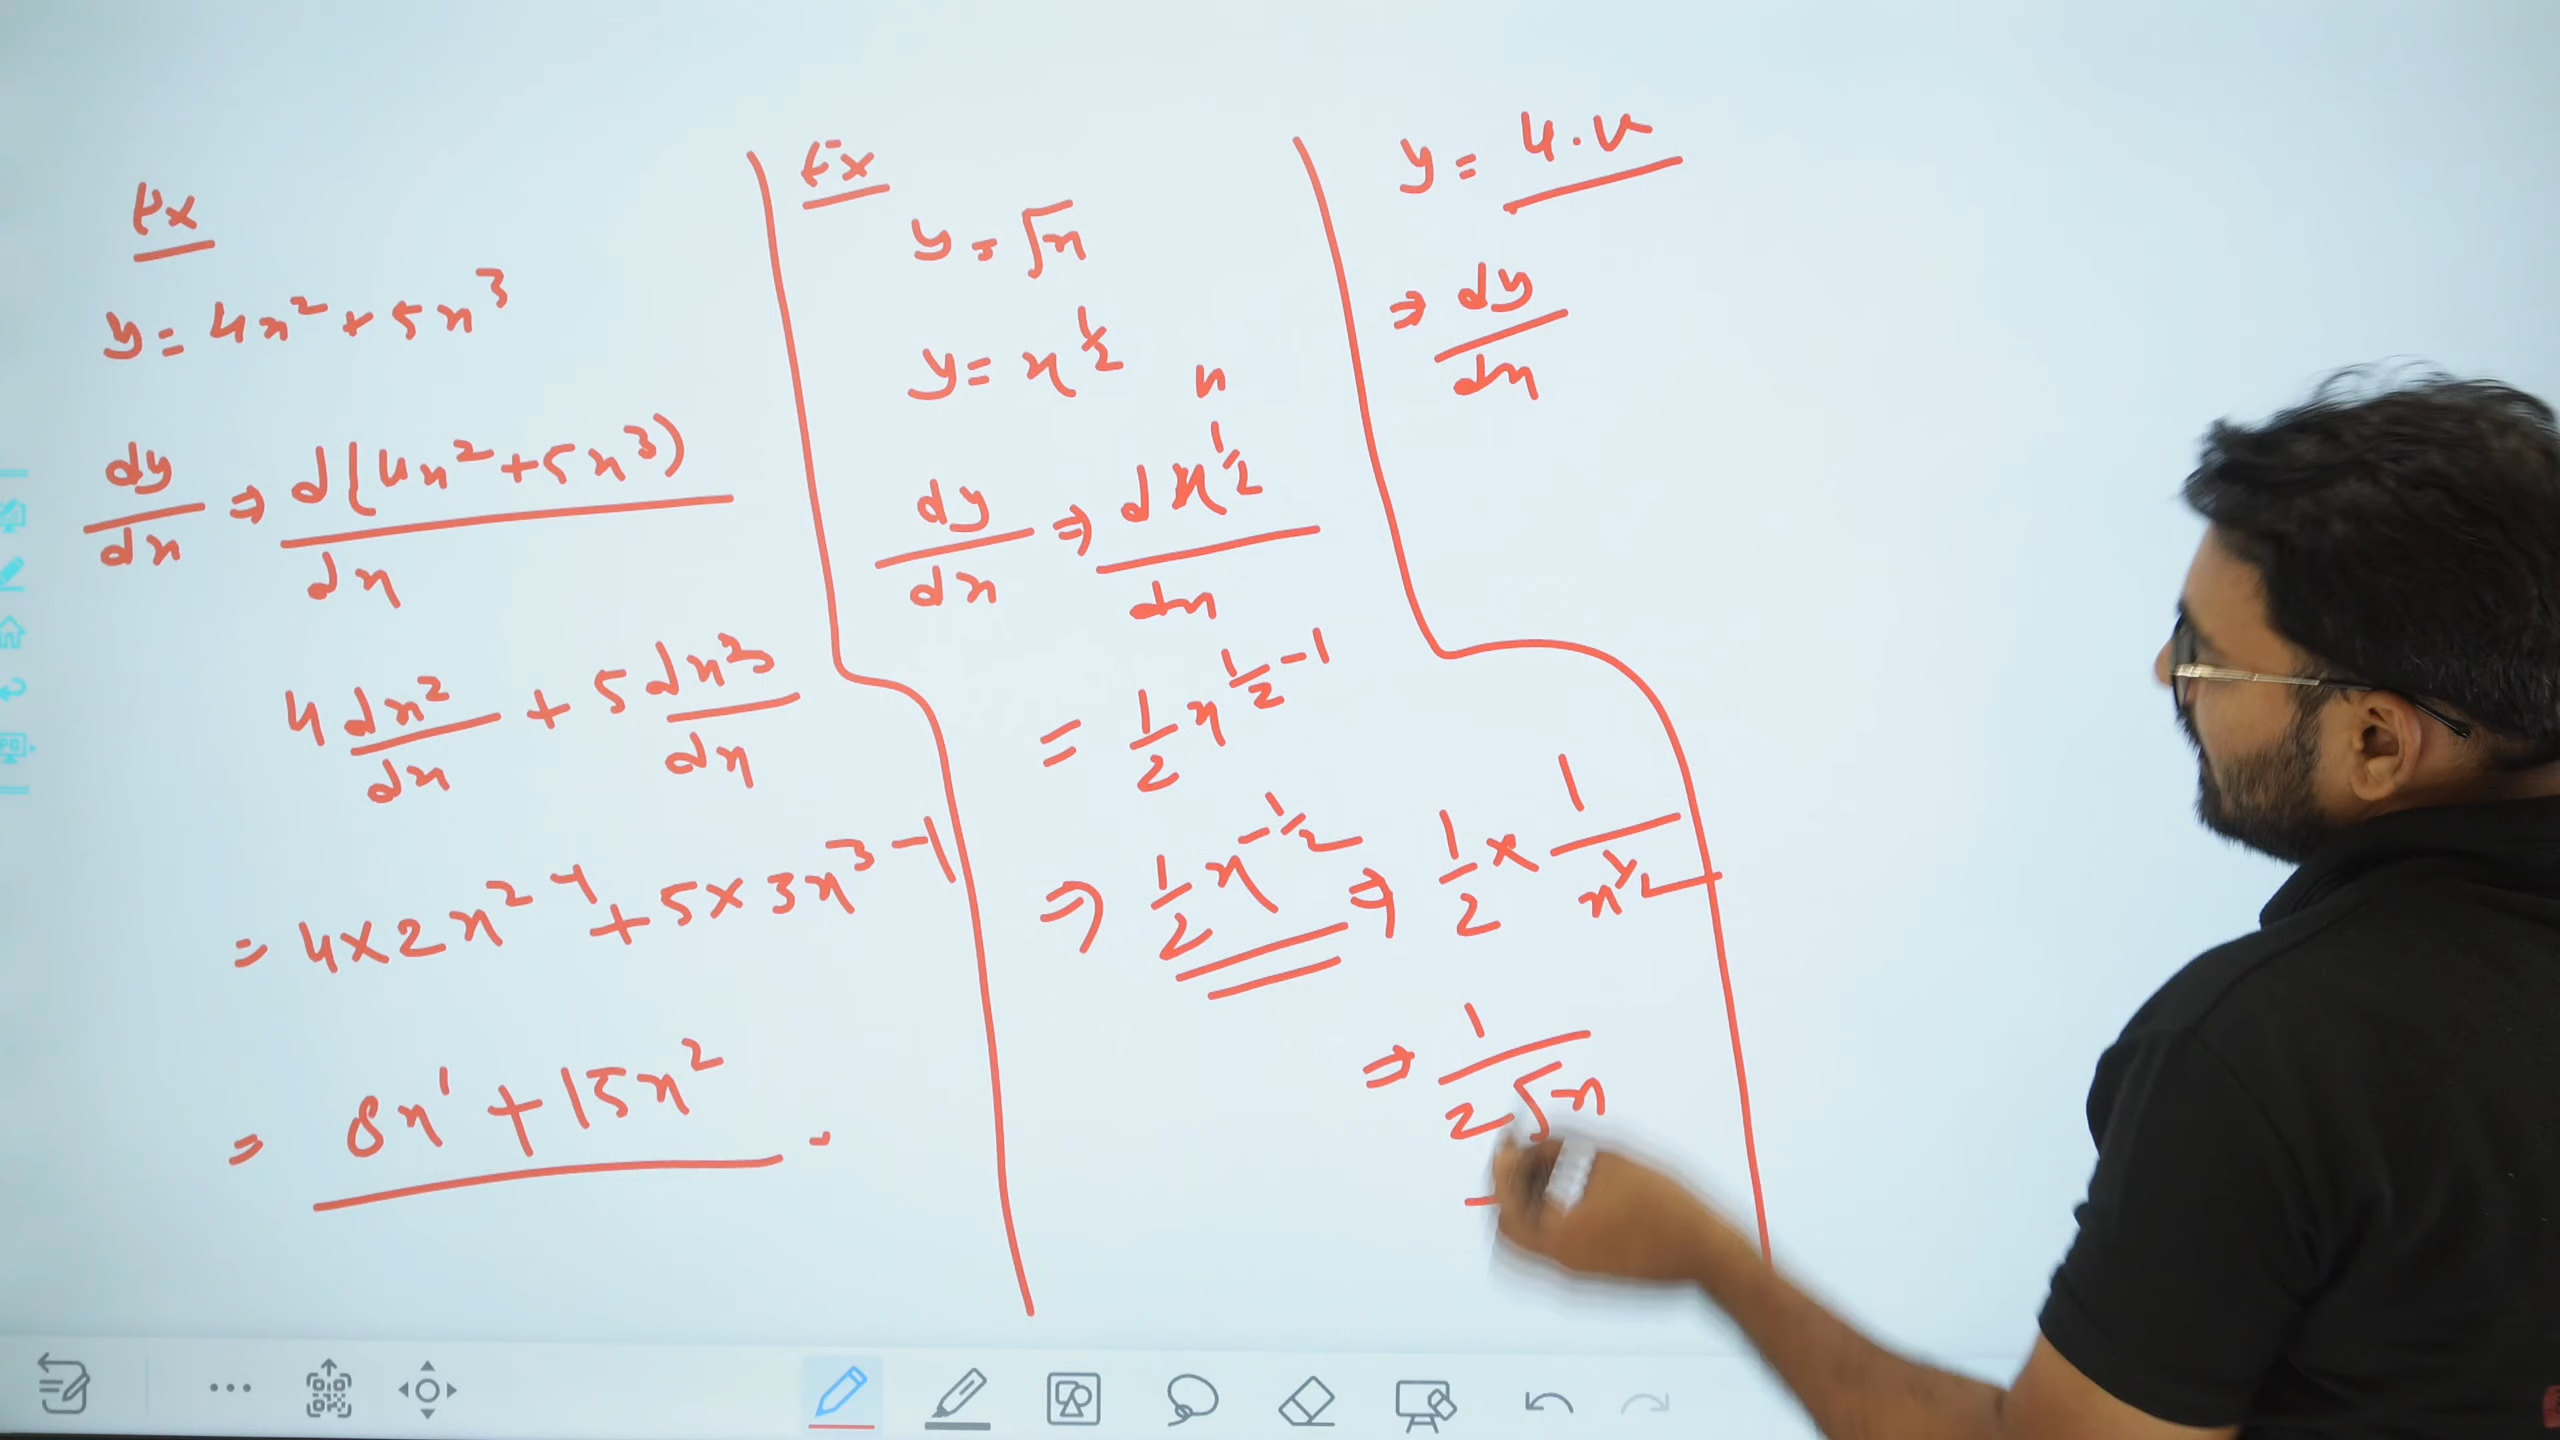 Ex
y = 4x² + 5x³
dy/dx ⇒ d(4x² + 5x³)/dx
4 dx²/dx + 5 dx³/dx
= 4×2x²⁻¹ + 5×3x³⁻¹
= 8x¹ + 15x²
Ex
y = √x
y = x^1/2
n
dy/dx ⇒ dx^1/2/dx
= 1/2 x^1/2-1
⇒ 1/2 x^-1/2 ⇒ 1/2 × 1/x^1/2
⇒ 1/2√x
y = u.v
⇒ dy/dx